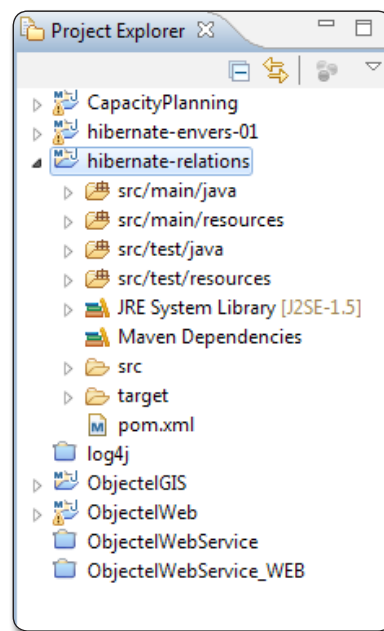 Project Explorer
CapacityPlanning
hibernate-envers-01
hibernate-relations
src/main/java
src/main/resources
src/test/java
src/test/resources
JRE System Library [J2SE-1.5]
Maven Dependencies
src
target
pom.xml
log4j
ObjectelGIS
ObjectelWeb
ObjectelWebService
ObjectelWebService_WEB